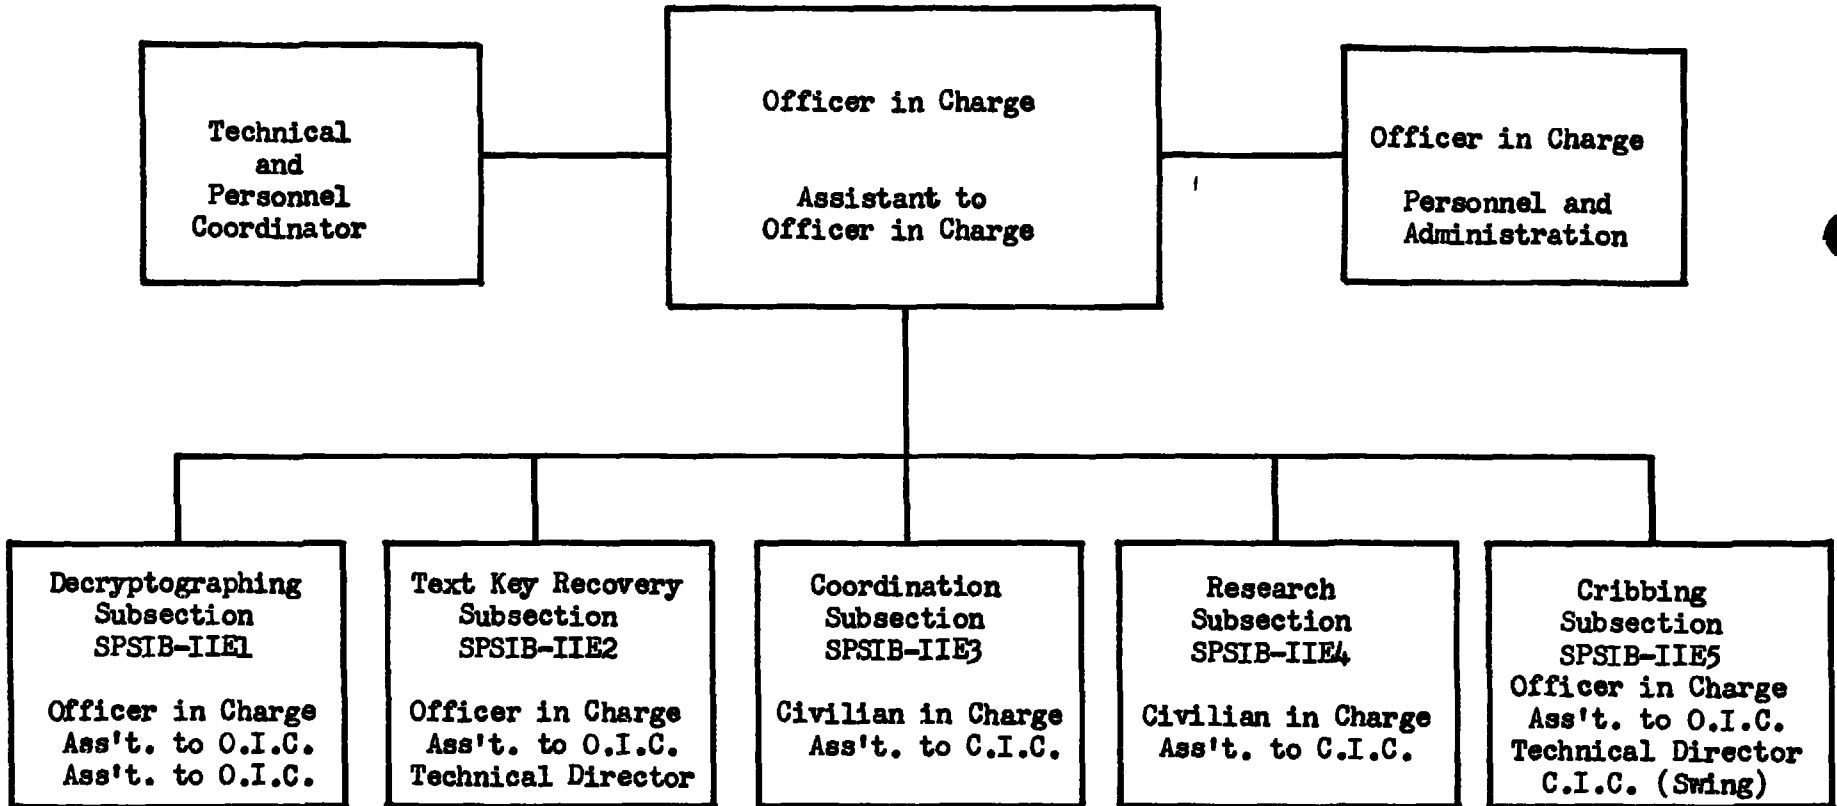 Technical
and
Personnel
Coordinator
Officer in Charge
Assistant to
Officer in Charge
Officer in Charge
Personnel and
Administration
Decryptographing
Subsection
SPSIB-IIE1
Officer in Charge
Ass't. to O.I.C.
Ass't. to O.I.C.
Text Key Recovery
Subsection
SPSIB-IIE2
Officer in Charge
Ass't. to O.I.C.
Technical Director
Coordination
Subsection
SPSIB-IIE3
Civilian in Charge
Ass't. to C.I.C.
Research
Subsection
SPSIB-IIE4
Civilian in Charge
Ass't. to C.I.C.
Cribbing
Subsection
SPSIB-IIE5
Officer in Charge
Ass't. to O.I.C.
Technical Director
C.I.C. (Swing)